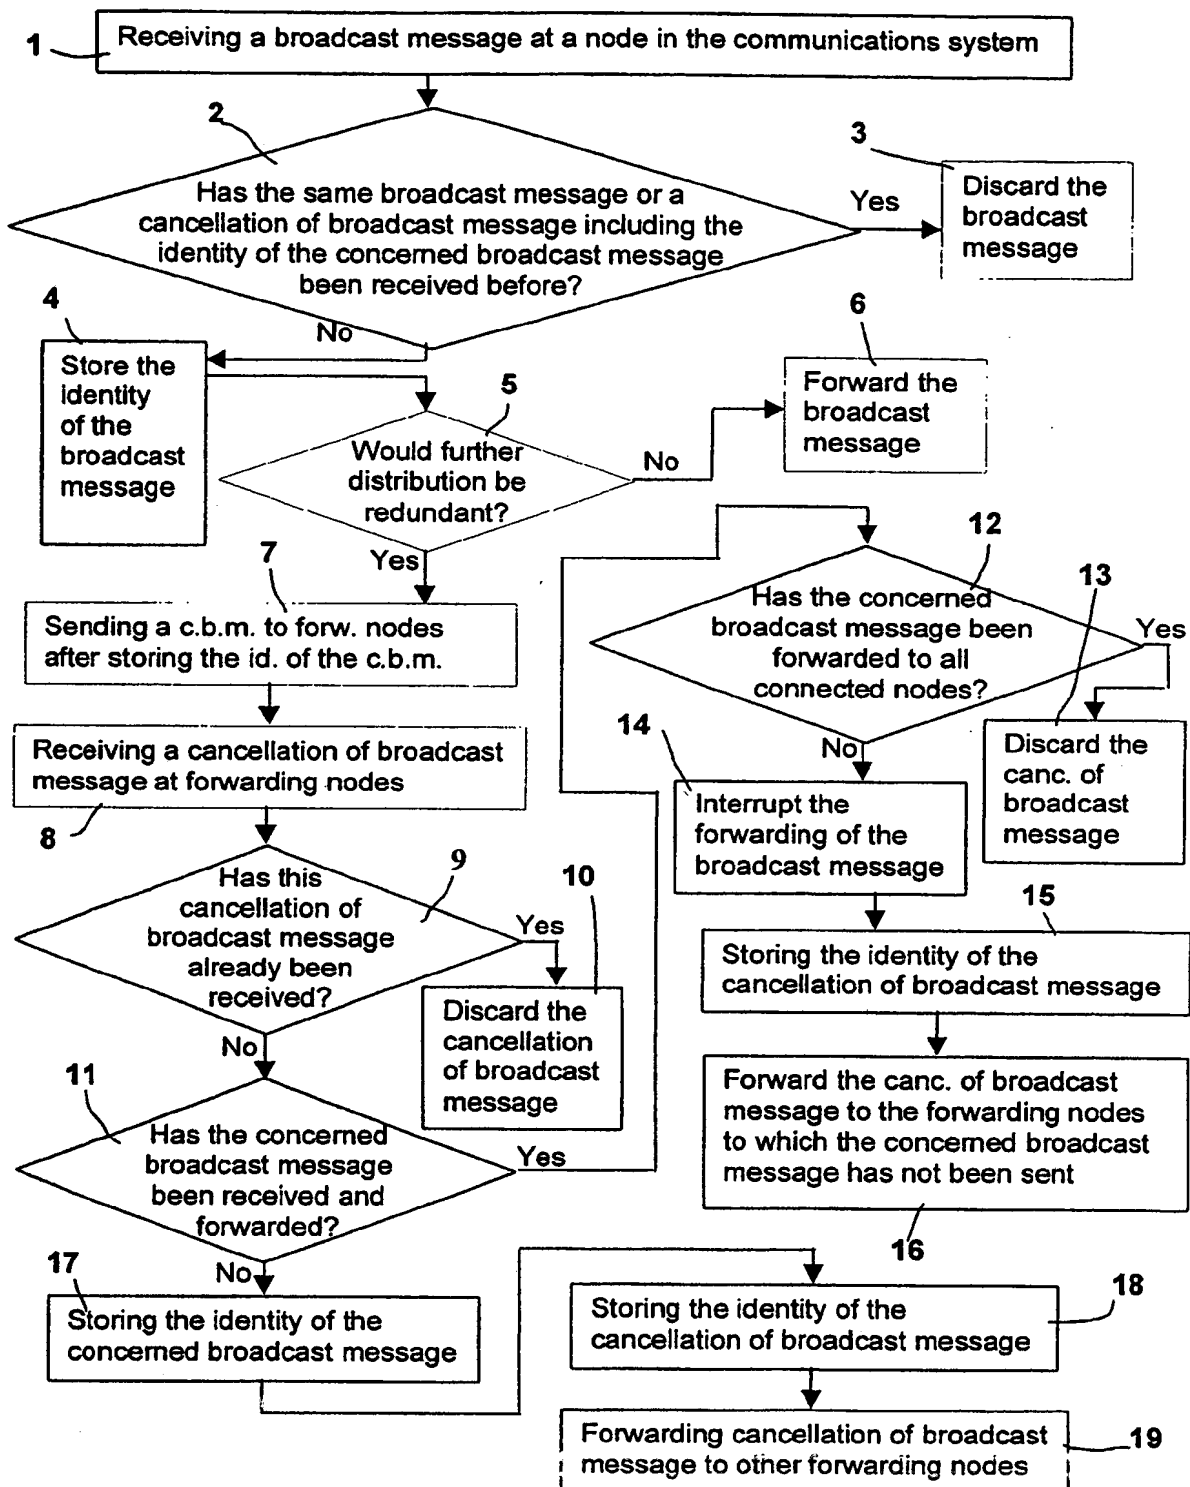 1
Receiving a broadcast message at a node in the communications system
2
Has the same broadcast message or a
cancellation of broadcast message including the
identity of the concerned broadcast message
been received before?
Yes
3
Discard the
broadcast
message
No
4
Store the
identity
of the
broadcast
message
5
Would further
distribution be
redundant?
No
6
Forward the
broadcast
message
Yes
7
Sending a c.b.m. to forw. nodes
after storing the id. of the c.b.m.
Receiving a cancellation of broadcast
message at forwarding nodes
8
9
Has this
cancellation of
broadcast message
already been
received?
Yes
10
Discard the
cancellation
of broadcast
message
No
11
Has the concerned
broadcast message
been received and
forwarded?
Yes
12
Has the concerned
broadcast message been
forwarded to all
connected nodes?
Yes
13
Discard the
canc. of
broadcast
message
No
14
Interrupt the
forwarding of the
broadcast message
15
Storing the identity of the
cancellation of broadcast message
Forward the canc. of broadcast
message to the forwarding nodes
to which the concerned broadcast
message has not been sent
16
No
17
Storing the identity of the
concerned broadcast message
18
Storing the identity of the
cancellation of broadcast message
Forwarding cancellation of broadcast
message to other forwarding nodes
19